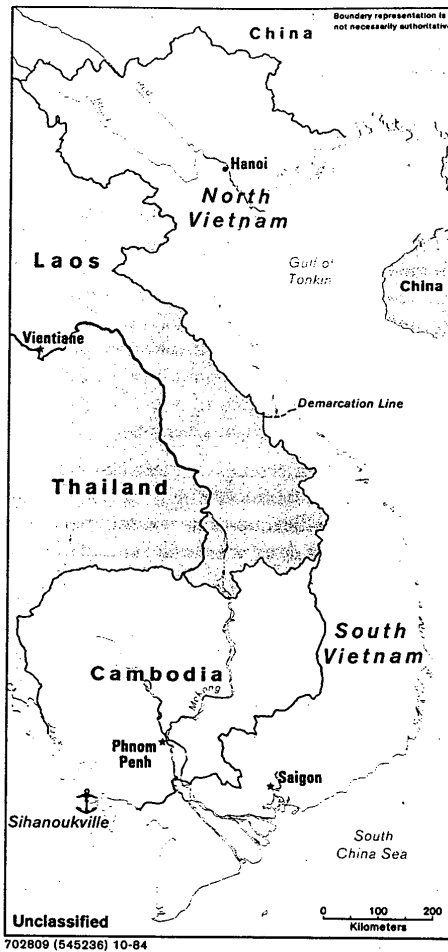 Boundary representation is
not necessarily authoritative
China
Hanoi
North
Vietnam
Laos
Gulf of
Tonkin
China
Vientiane
Demarcation Line
Thailand
South
Vietnam
Cambodia
Mekong
Phnom
Penh
Saigon
Sihanoukville
South
China Sea
0 200
Kilometers
Unclassified
702809 (545236) 10-84